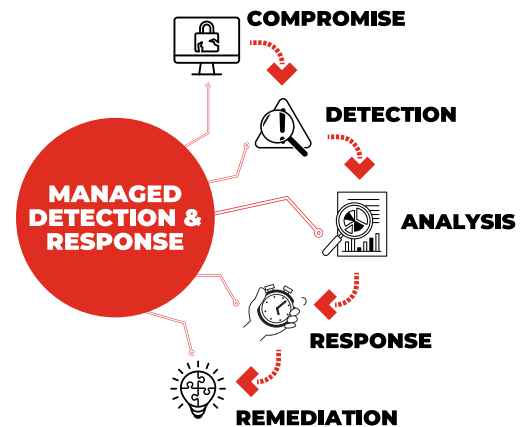 COMPROMISE
DETECTION
MANAGED
DETECTION &
RESPONSE
ANALYSIS
RESPONSE
REMEDIATION